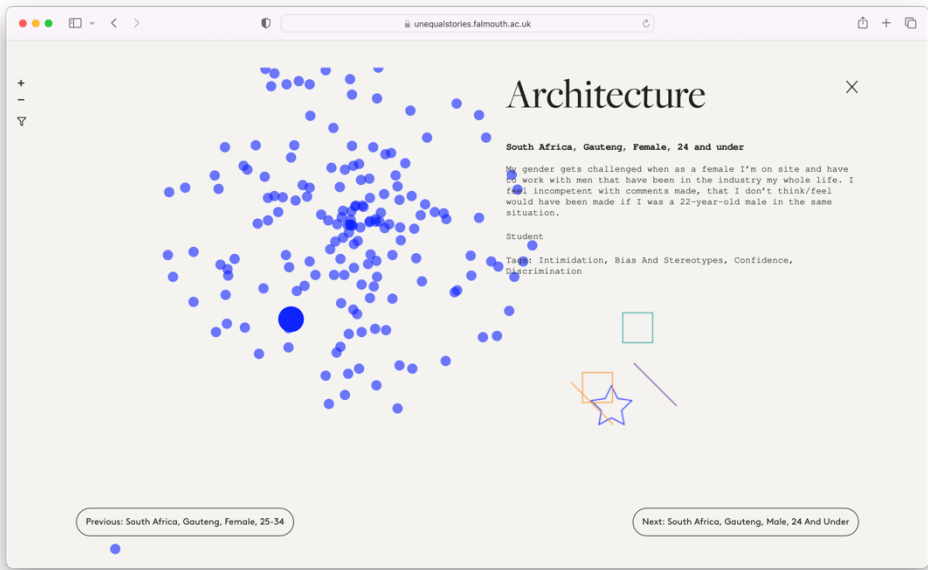 unequalstories.falmouth.ac.uk
Architecture
South Africa, Gauteng, Female, 24 and under
My gender gets challenged when as a female I'm on site and have
to work with men that have been in the industry my whole life. I
feel incompetent with comments made, that I don't think/feel
would have been made if I was a 22-year-old male in the same
situation.
Student
Tags: Intimidation, Bias And Stereotypes, Confidence,
Discrimination
Previous: South Africa, Gauteng, Female, 25-34
Next: South Africa, Gauteng, Male, 24 And Under